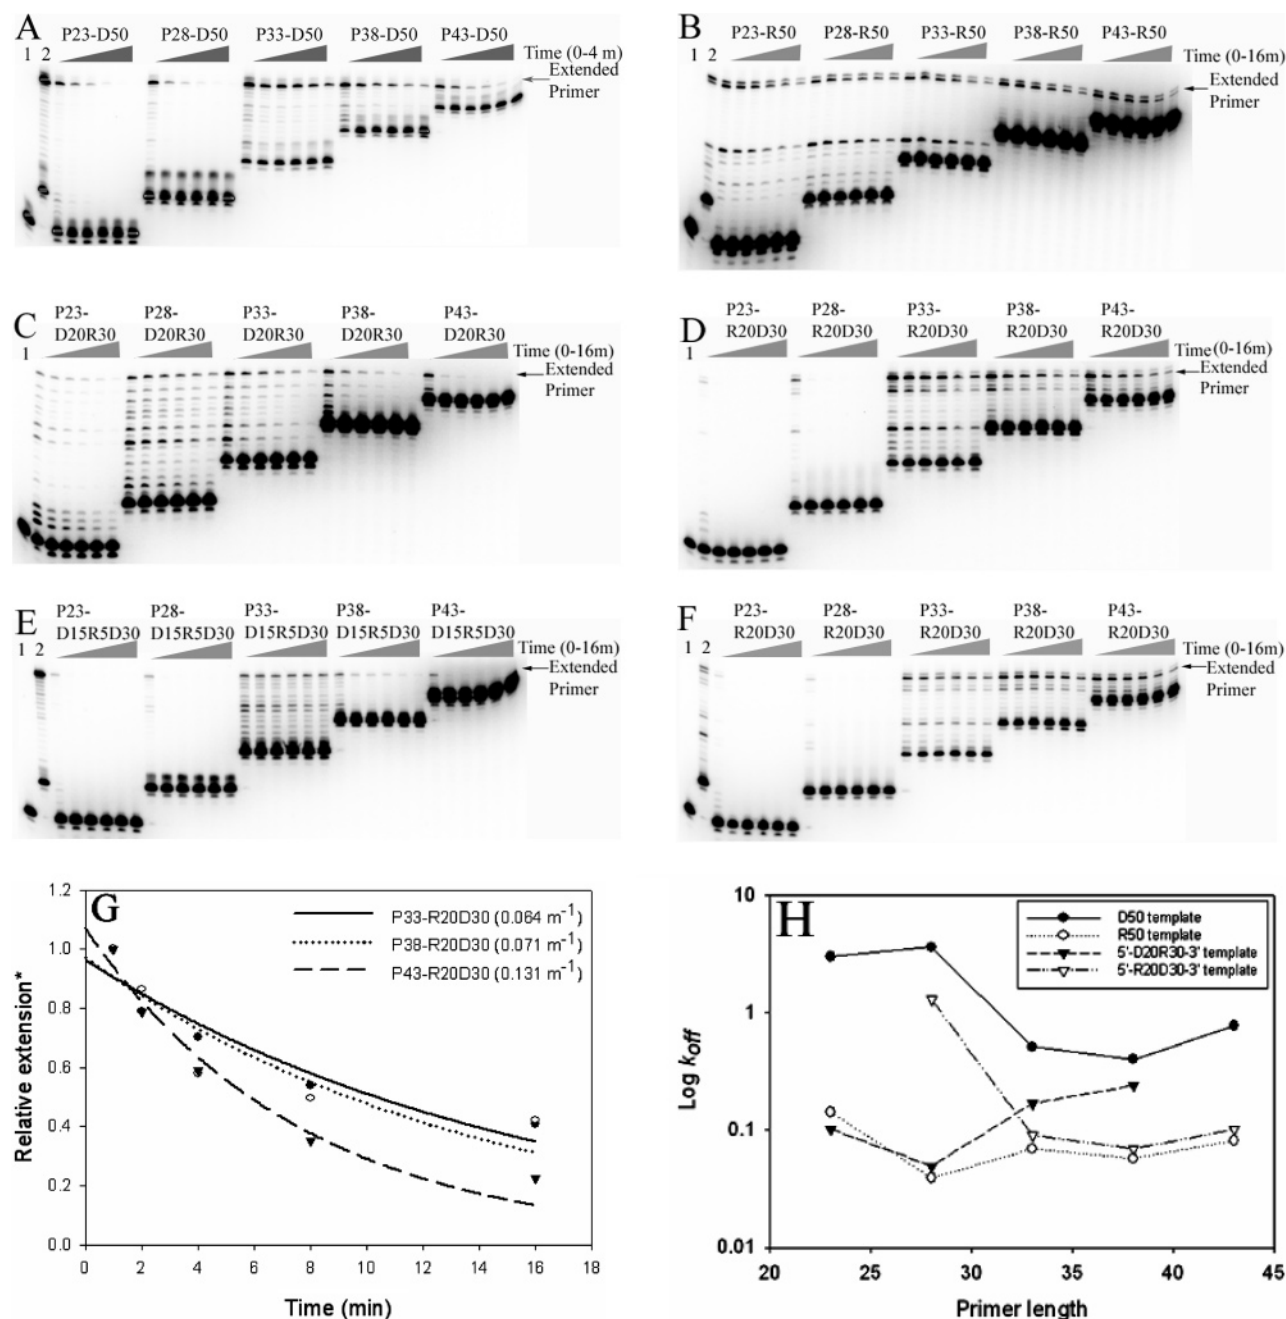 A
P23-D50 P28-D50 P33-D50 P38-D50 P43-D50
Time (0-4 m)
1 2
Extended
Primer
B
P23-R50 P28-R50 P33-R50 P38-R50 P43-R50
Time (0-16m)
1 2
Extended
Primer
C
P23- P28- P33- P38- P43-
D20R30 D20R30 D20R30 D20R30 D20R30
1
Time (0-16m)
Extended
Primer
D
P23- P28- P33- P38- P43-
R20D30 R20D30 R20D30 R20D30 R20D30
1
Time (0-16m)
Extended
Primer
E
P23- P28- P33- P38- P43-
D15R5D30 D15R5D30 D15R5D30 D15R5D30 D15R5D30
1 2
Time (0-16m)
Extended
Primer
F
P23- P28- P33- P38- P43-
R20D30 R20D30 R20D30 R20D30 R20D30
1 2
Time (0-16m)
Extended
Primer
G
P33-R20D30 (0.064 m⁻¹)
P38-R20D30 (0.071 m⁻¹)
P43-R20D30 (0.131 m⁻¹)
Relative extension*
1.2
1.0
0.8
0.6
0.4
0.2
0.0
0 2 4 6 8 10 12 14 16 18
Time (min)
H
D50 template
R50 template
5'-D20R30-3' template
5'-R20D30-3' template
Log koff
10
1
0.1
0.01
20 25 30 35 40 45
Primer length